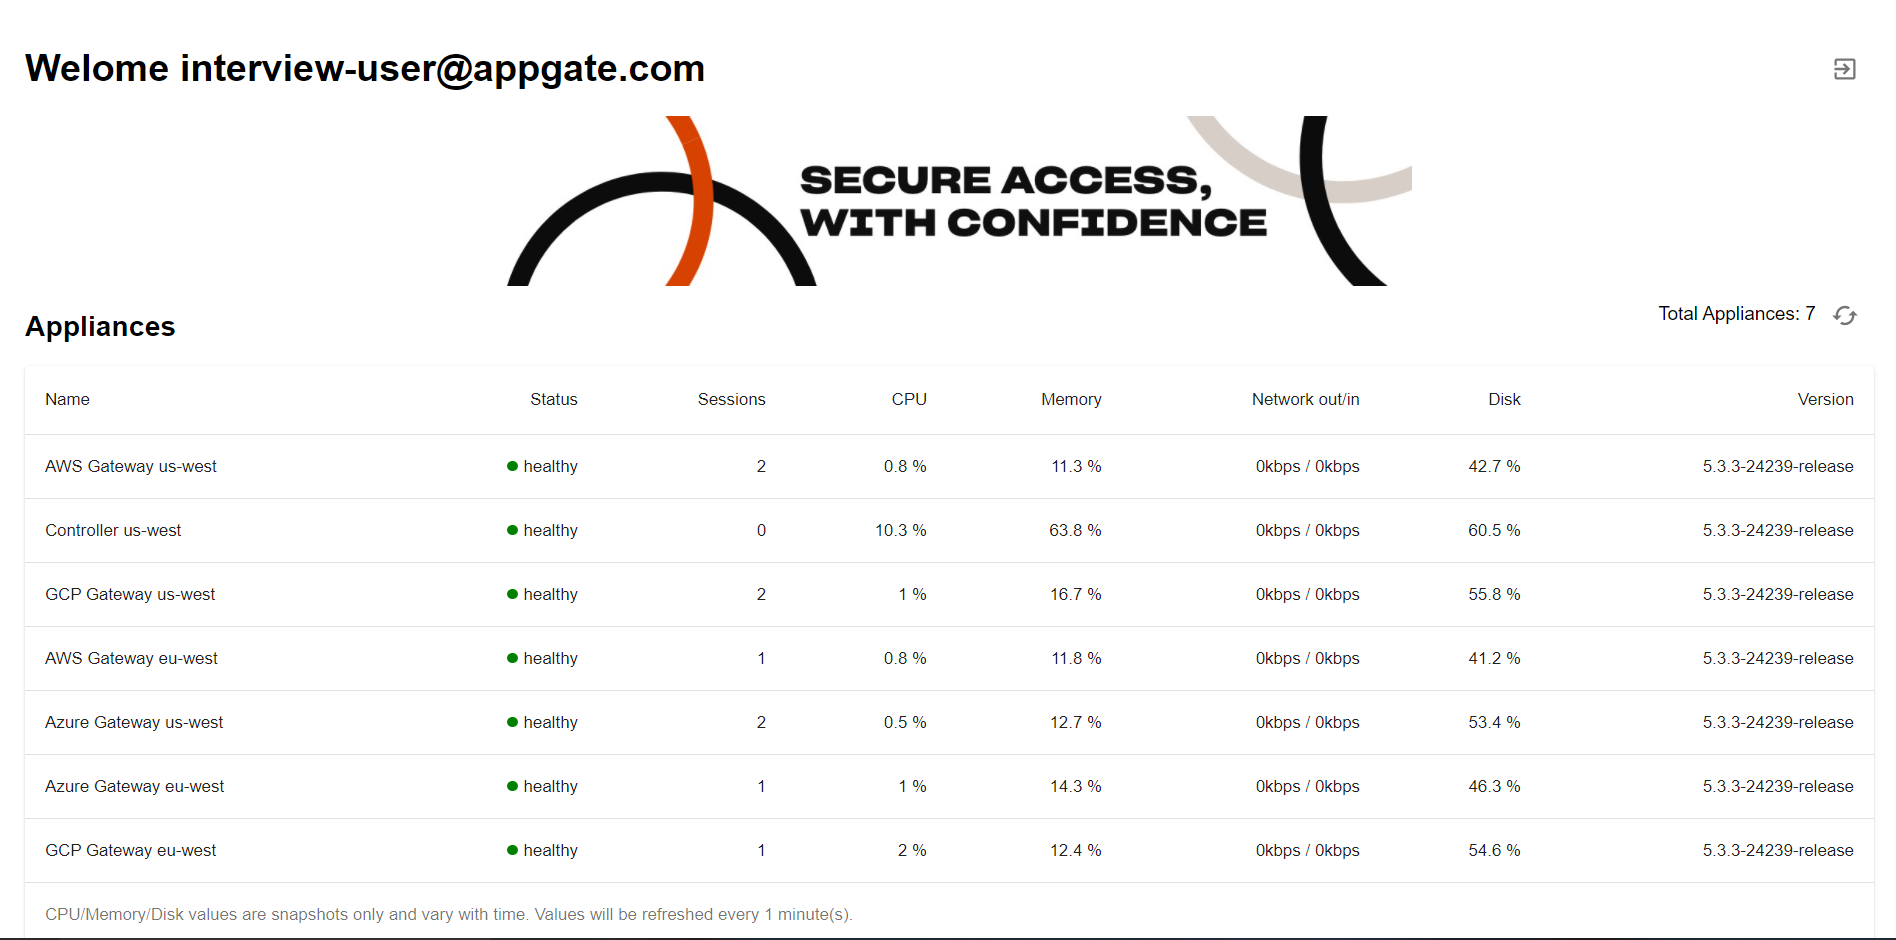 Welome interview-user@appgate.com
SECURE ACCESS,
WITH CONFIDENCE
Appliances
Total Appliances: 7
Name Status Sessions CPU Memory Network out/in Disk Version
AWS Gateway us-west healthy 2 0.8 % 11.3 % 0kbps / 0kbps 42.7 % 5.3.3-24239-release
Controller us-west healthy 0 10.3 % 63.8 % 0kbps / 0kbps 60.5 % 5.3.3-24239-release
GCP Gateway us-west healthy 2 1 % 16.7 % 0kbps / 0kbps 55.8 % 5.3.3-24239-release
AWS Gateway eu-west healthy 1 0.8 % 11.8 % 0kbps / 0kbps 41.2 % 5.3.3-24239-release
Azure Gateway us-west healthy 2 0.5 % 12.7 % 0kbps / 0kbps 53.4 % 5.3.3-24239-release
Azure Gateway eu-west healthy 1 1 % 14.3 % 0kbps / 0kbps 46.3 % 5.3.3-24239-release
GCP Gateway eu-west healthy 1 2 % 12.4 % 0kbps / 0kbps 54.6 % 5.3.3-24239-release
CPU/Memory/Disk values are snapshots only and vary with time. Values will be refreshed every 1 minute(s).